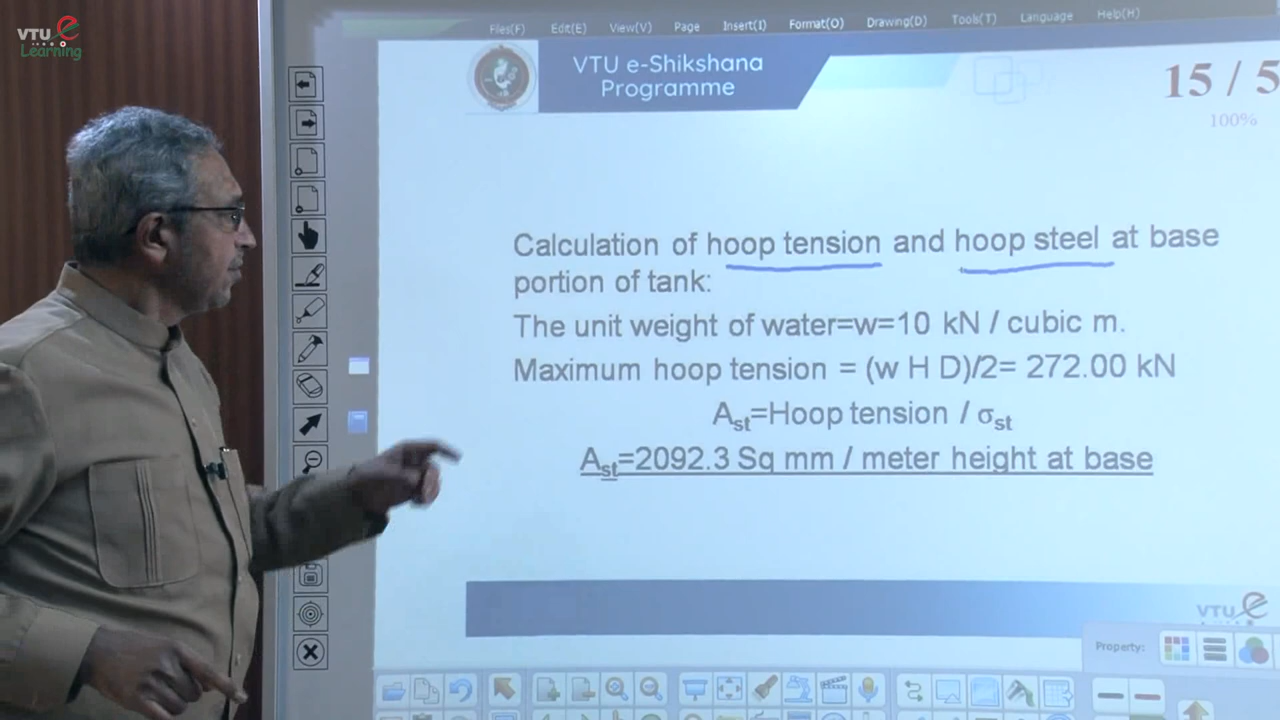 VTU e
Learning
Files(F) Edit(E) View(V) Page Insert(I) Format(O) Drawing(D) Tools(T) Language Help(H)
VTU e-Shikshana
Programme
15 / 5
100%
Calculation of hoop tension and hoop steel at base
portion of tank:
The unit weight of water=w=10 kN / cubic m.
Maximum hoop tension = (w H D)/2= 272.00 kN
Ast=Hoop tension / σst
Ast=2092.3 Sq mm / meter height at base
VTU e
Property: